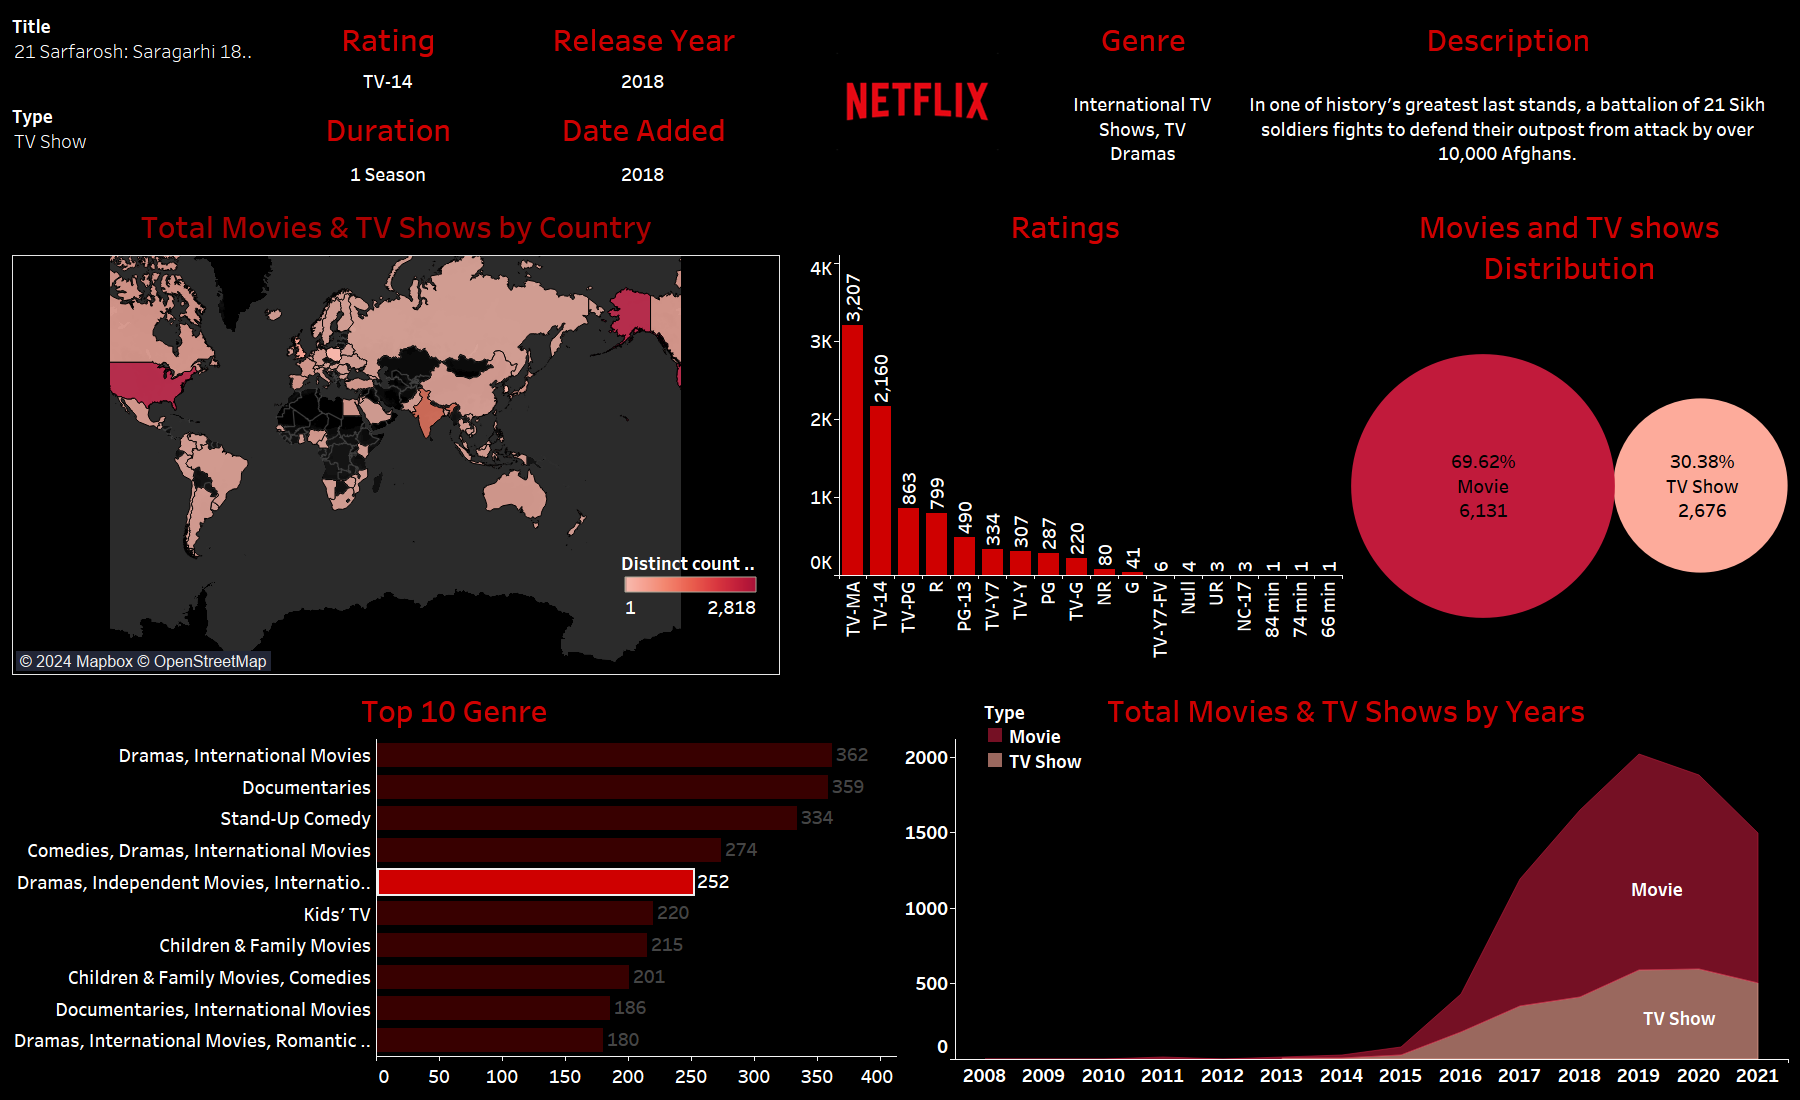 Title
21 Sarfarosh: Saragarhi 18..
Type
TV Show
Rating
TV-14
Release Year
2018
Duration
1 Season
Date Added
2018
NETFLIX
Genre
International TV
Shows, TV
Dramas
Description
In one of history's greatest last stands, a battalion of 21 Sikh
soldiers fights to defend their outpost from attack by over
10,000 Afghans.
Total Movies & TV Shows by Country
Distinct count ..
1 2,818
© 2024 Mapbox © OpenStreetMap
Ratings
4K
3K
2K
1K
0K
3,207
2,160
863
799
490
334
307
287
220
80
41
6
4
3
3
1
1
1
TV-MA
TV-14
TV-PG
R
PG-13
TV-Y7
TV-Y
PG
TV-G
NR
G
TV-Y7-FV
Null
UR
NC-17
84 min
74 min
66 min
Movies and TV shows
Distribution
69.62%
Movie
6,131
30.38%
TV Show
2,676
Top 10 Genre
Dramas, International Movies 362
Documentaries 359
Stand-Up Comedy 334
Comedies, Dramas, International Movies 274
Dramas, Independent Movies, Internatio.. 252
Kids' TV 220
Children & Family Movies 215
Children & Family Movies, Comedies 201
Documentaries, International Movies 186
Dramas, International Movies, Romantic .. 180
0 50 100 150 200 250 300 350 400
Type
Movie
TV Show
Total Movies & TV Shows by Years
2000
1500
1000
500
0
Movie
TV Show
2008 2009 2010 2011 2012 2013 2014 2015 2016 2017 2018 2019 2020 2021